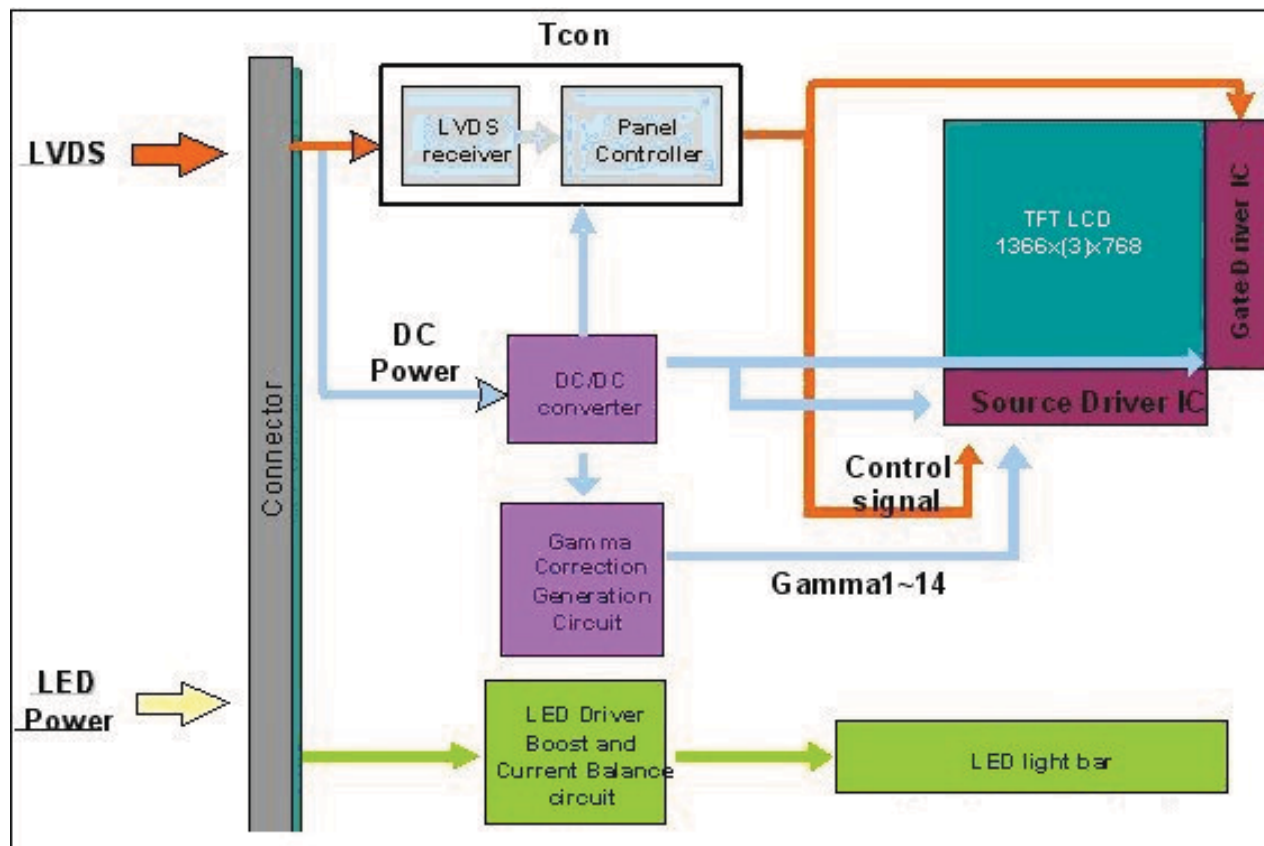 Tcon
LVDS
LVDS
receiver
Panel
Controller
TFT LCD
1366x(3)x768
Gate Driver IC
DC
Power
DC/DC
converter
Source Driver IC
Connector
Control
signal
Gamma
Correction
Generation
Circuit
Gamma1~14
LED
Power
LED Driver
Boost and
Current Balance
circuit
LED light bar